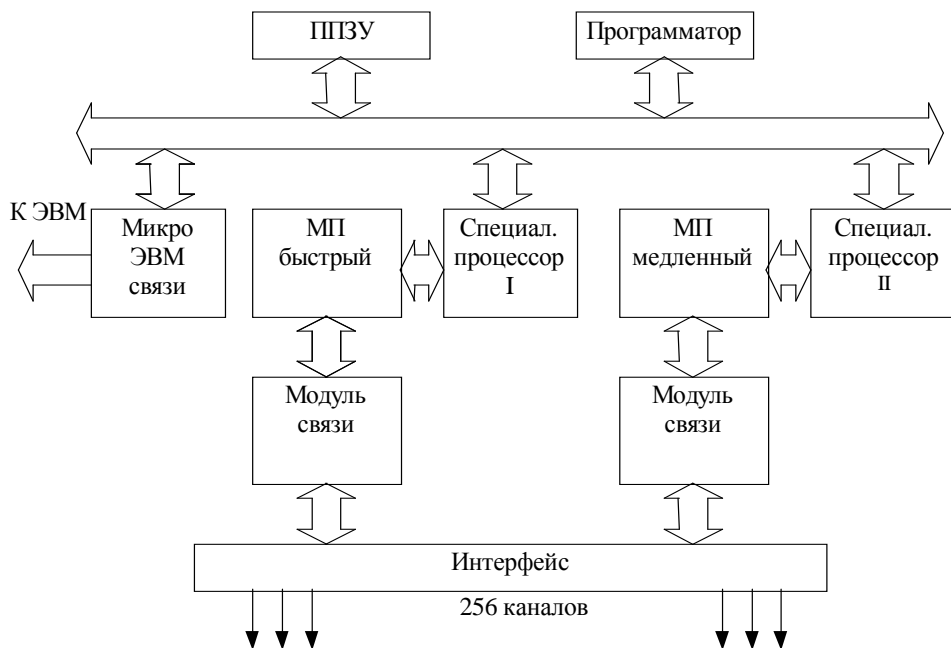 ППЗУ
Программатор
К ЭВМ
Микро
ЭВМ
связи
МП
быстрый
Специал.
процессор
I
МП
медленный
Специал.
процессор
II
Модуль
связи
Модуль
связи
Интерфейс
256 каналов